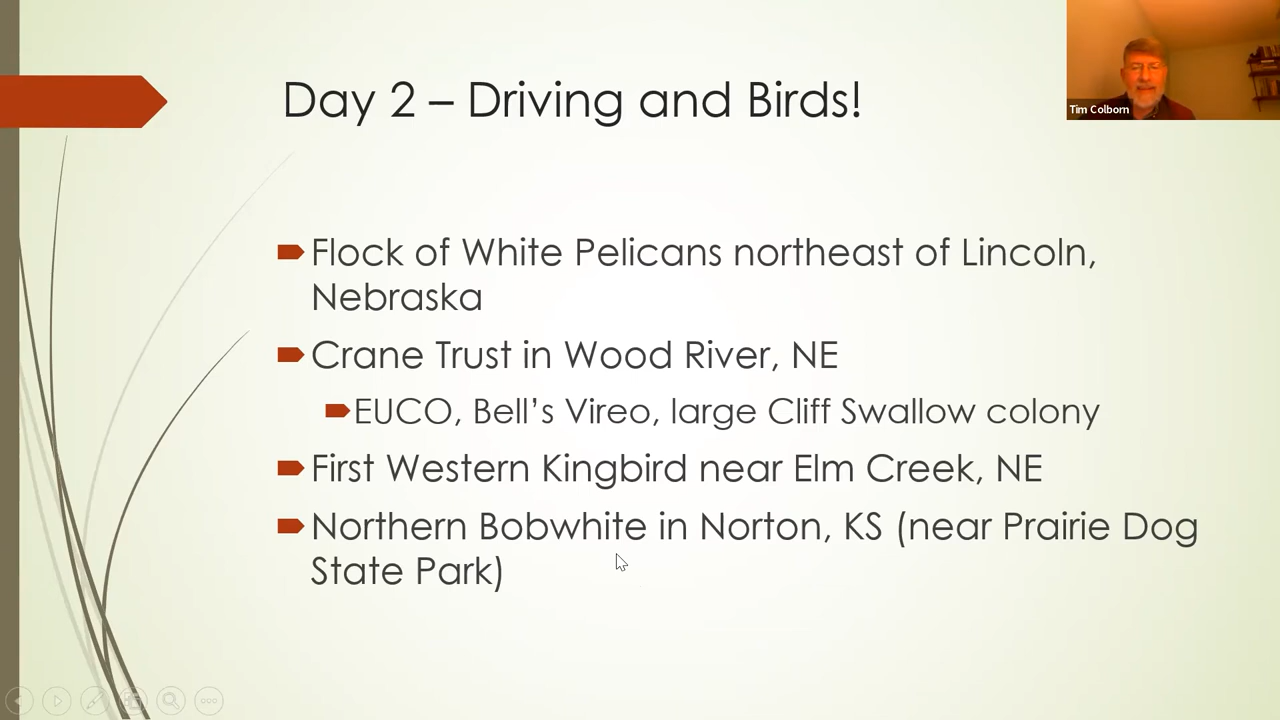 Day 2 – Driving and Birds!
Tim Colborn
Flock of White Pelicans northeast of Lincoln,
Nebraska
Crane Trust in Wood River, NE
EUCO, Bell’s Vireo, large Cliff Swallow colony
First Western Kingbird near Elm Creek, NE
Northern Bobwhite in Norton, KS (near Prairie Dog
State Park)